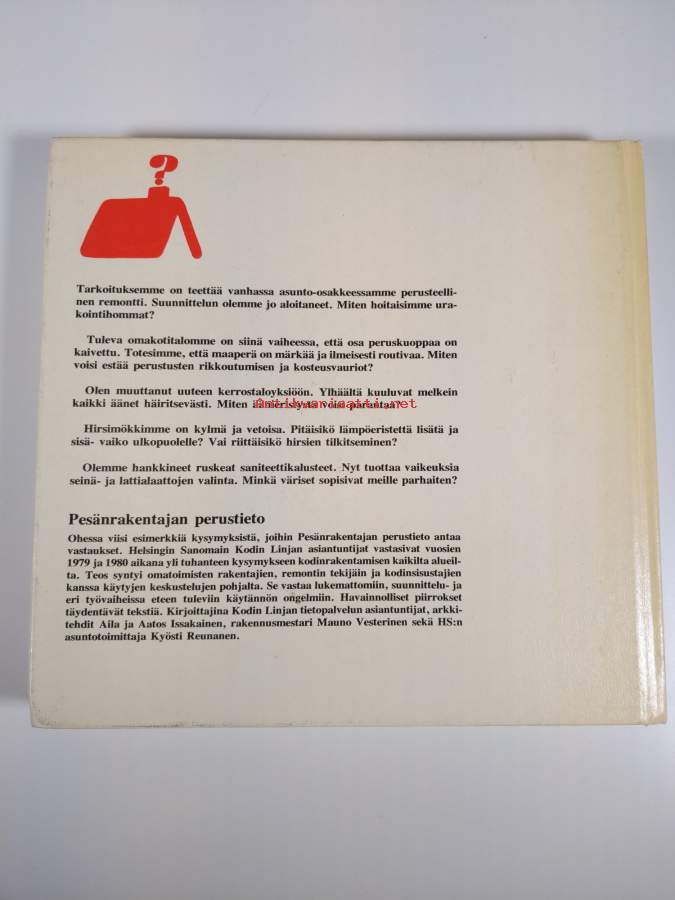 ?
Tarkoituksemme on teettää vanhassa asunto-osakkeessamme perusteelli-
nen remontti. Suunnittelun olemme jo aloitaneet. Miten hoitaisimme ura-
kointihommat?
Tuleva omakotitalomme on siinä vaiheessa, että osa peruskuoppaa on
kaivettu. Totesimme, että maaperä on märkää ja ilmeisesti routivaa. Miten
voisi estää perustusten rikkoutumisen ja kosteusvauriot?
Olen muuttanut uuteen kerrostaloyksiöön. Ylhäältä kuuluvat melkein
kaikki äänet häiritsevästi. Miten äänieristystä voisi parantaa?
Antikvariaatti.net
Hirsimökkimme on kylmä ja vetoisa. Pitäisikö lämpöeristettä lisätä ja
sisä- vaiko ulkopuolelle? Vai riittäisikö hirsien tilkitseminen?
Olemme hankkineet ruskeat saniteettikalusteet. Nyt tuottaa vaikeuksia
seinä- ja lattialaattojen valinta. Minkä väriset sopisivat meille parhaiten?
Pesänrakentajan perustieto
Ohessa viisi esimerkkiä kysymyksistä, joihin Pesänrakentajan perustieto antaa
vastaukset. Helsingin Sanomain Kodin Linjan asiantuntijat vastasivat vuosien
1979 ja 1980 aikana yli tuhanteen kysymykseen kodinrakentamisen kaikilta alueil-
ta. Teos syntyi omatoimisten rakentajien, remontin tekijäin ja kodinsisustajien
kanssa käytyjen keskustelujen pohjalta. Se vastaa lukemattomiin, suunnittelu- ja
eri työvaiheissa eteen tuleviin käytännön ongelmiin. Havainnolliset piirrokset
täydentävät tekstiä. Kirjoittajina Kodin Linjan tietopalvelun asiantuntijat, arkki-
tehdit Aila ja Aatos Issakainen, rakennusmestari Mauno Vesterinen sekä HS:n
asuntotoimittaja Kyösti Reunanen.